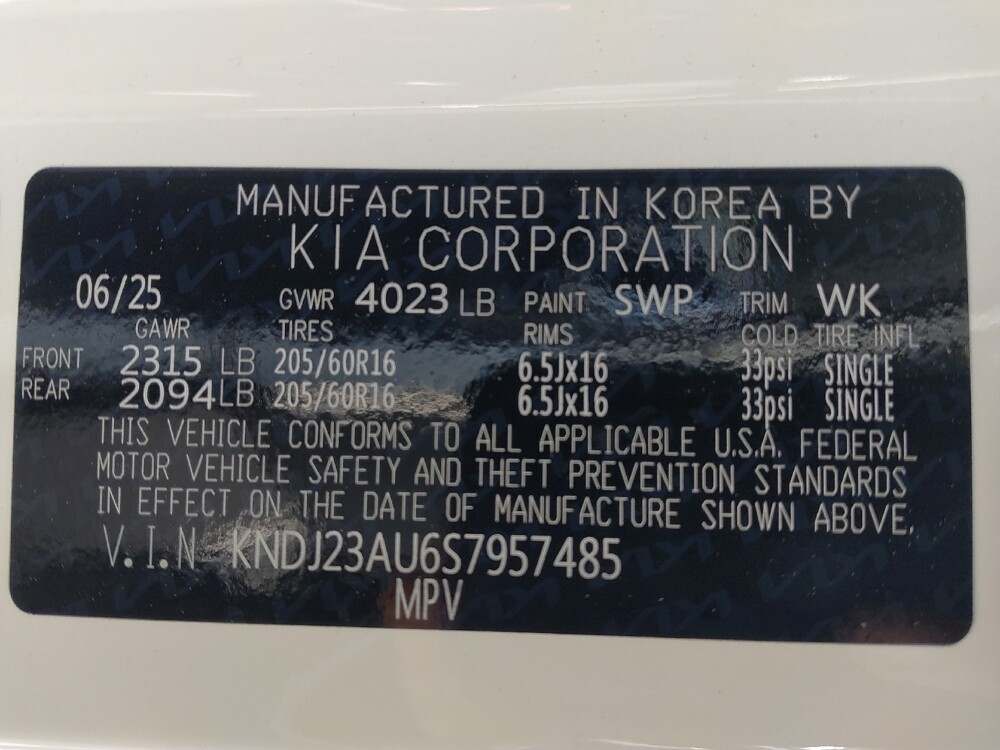 MANUFACTURED IN KOREA BY
KIA CORPORATION
06/25 GVWR 4023 LB PAINT SWP TRIM WK
GAWR TIRES RIMS COLD TIRE INFL
FRONT 2315 LB 205/60R16 6.5Jx16 33psi SINGLE
REAR 2094 LB 205/60R16 6.5Jx16 33psi SINGLE
THIS VEHICLE CONFORMS TO ALL APPLICABLE U.S.A. FEDERAL
MOTOR VEHICLE SAFETY AND THEFT PREVENTION STANDARDS
IN EFFECT ON THE DATE OF MANUFACTURE SHOWN ABOVE.
V.I.N KNDJ23AU6S7957485
MPV